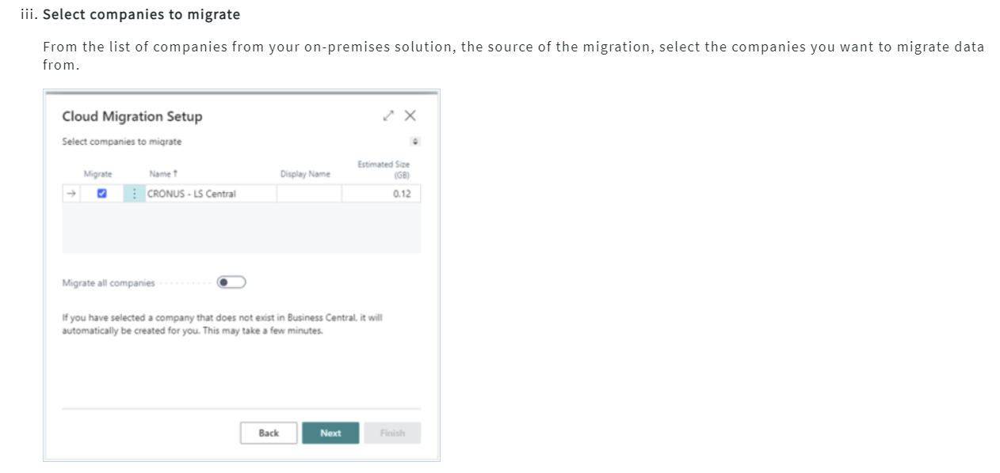 iii. Select companies to migrate
From the list of companies from your on-premises solution, the source of the migration, select the companies you want to migrate data
from.
Cloud Migration Setup
Select companies to migrate
Migrate Name ↑ Display Name Estimated Size (GB)
→ CRONUS - LS Central 0.12
Migrate all companies
If you have selected a company that does not exist in Business Central, it will
automatically be created for you. This may take a few minutes.
Back Next Finish